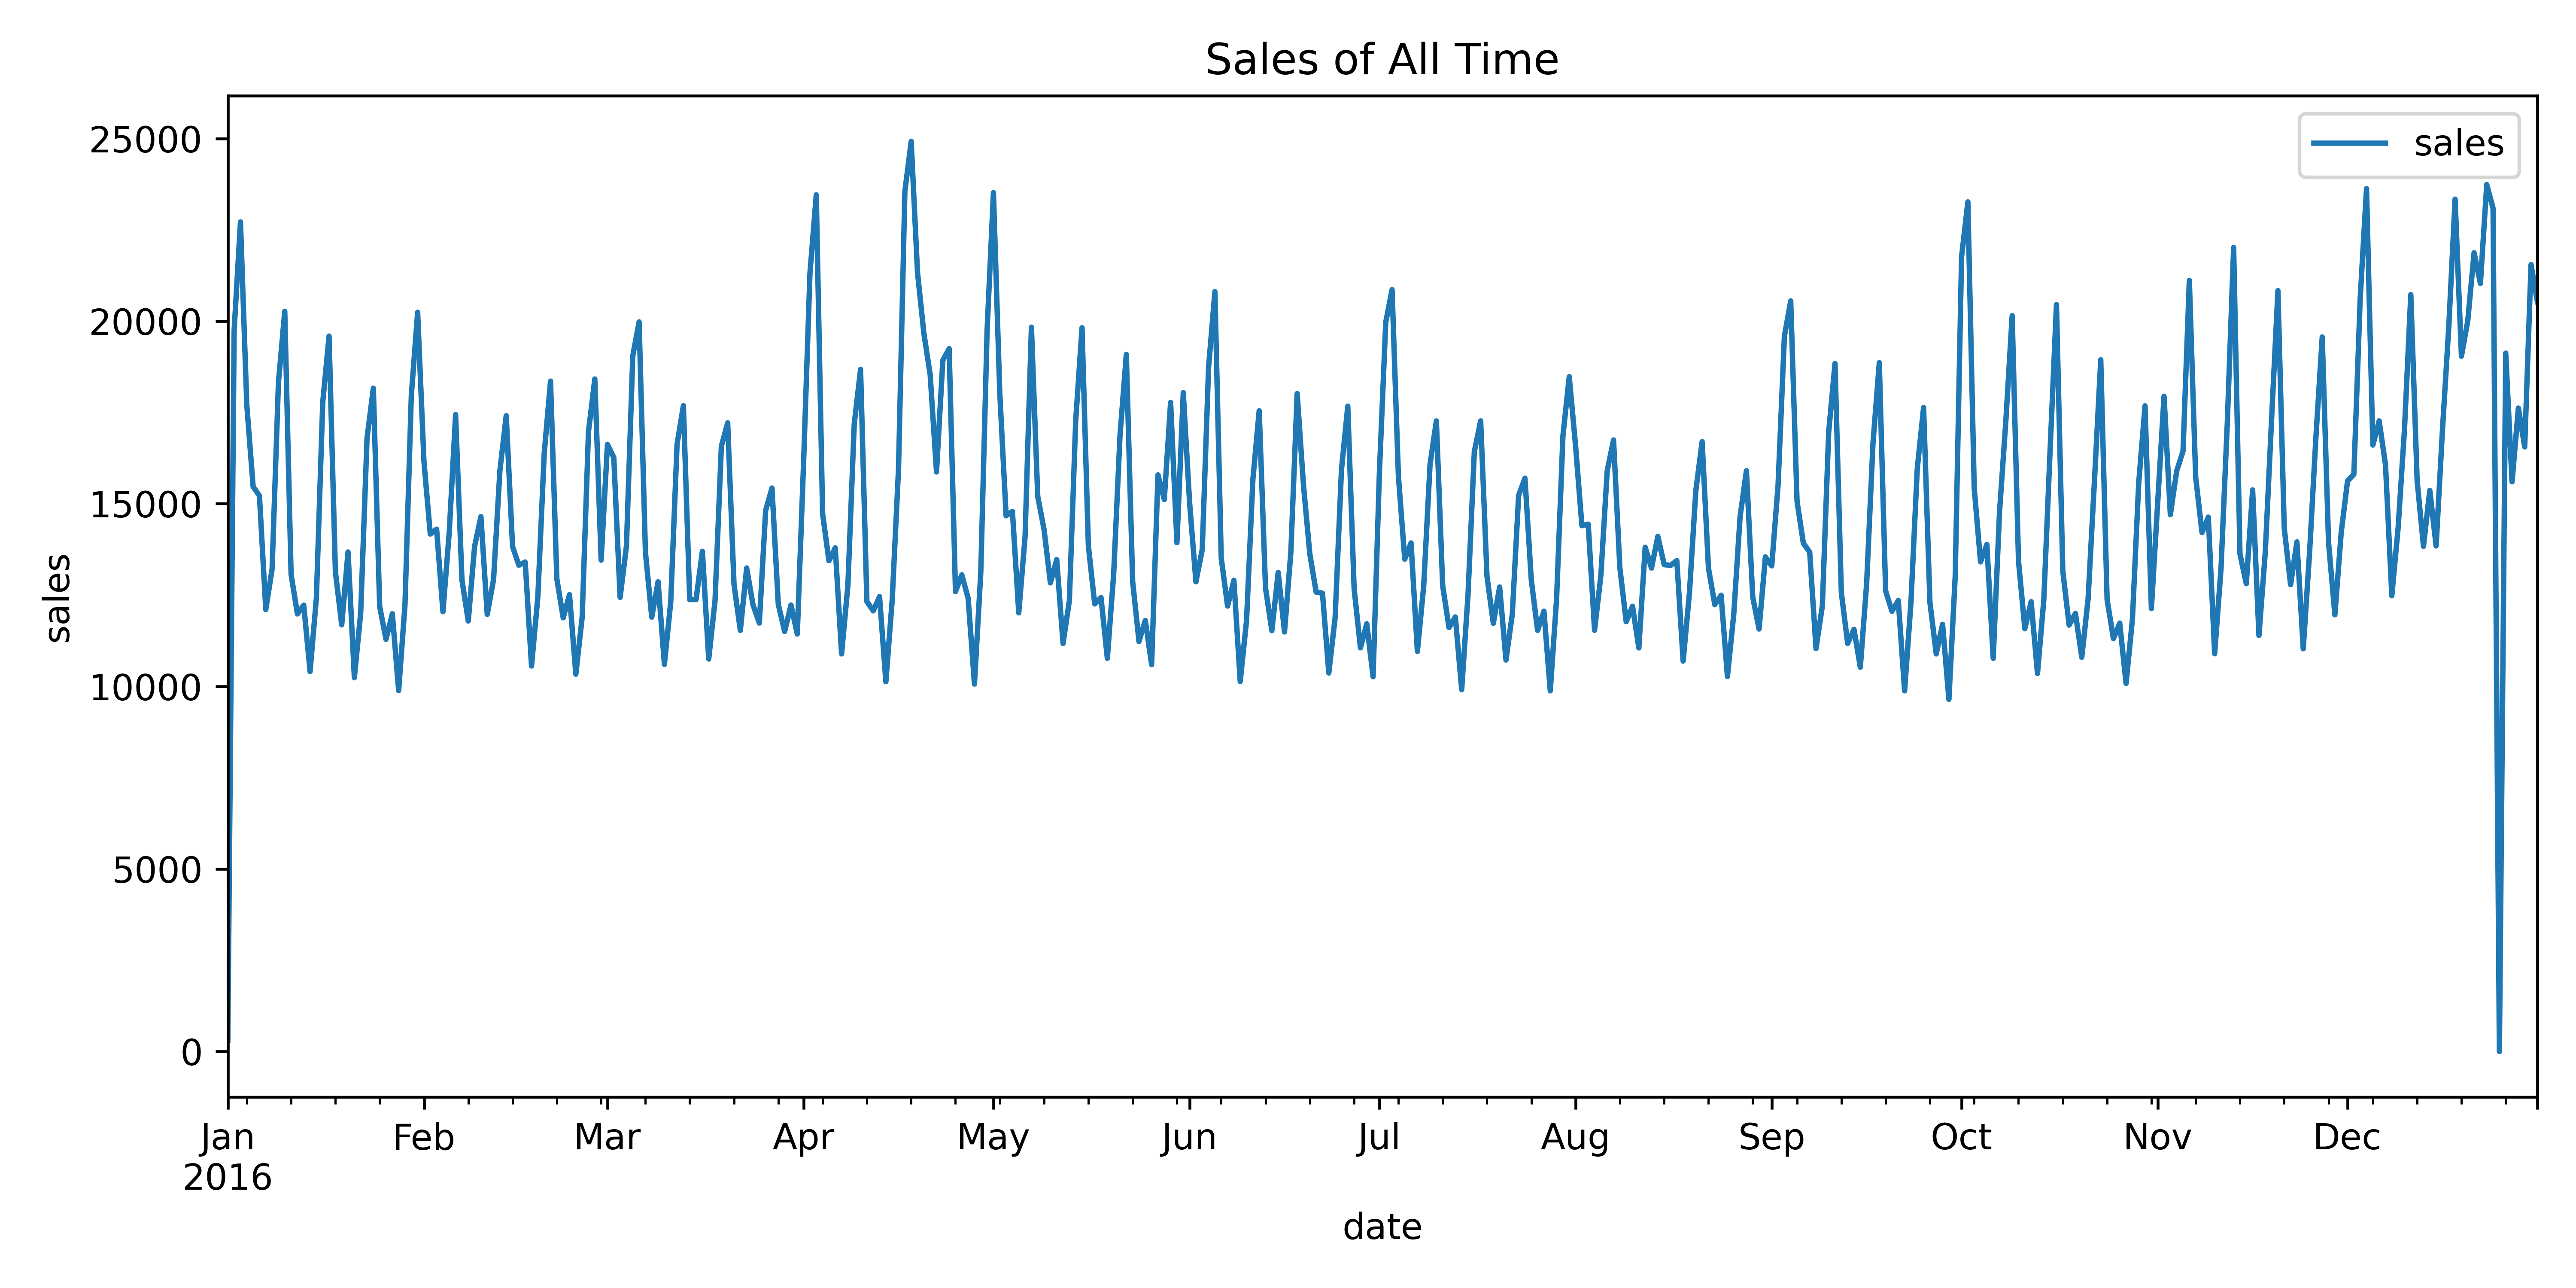 Sales of All Time
sales
25000
20000
15000
10000
5000
0
sales
Jan Feb Mar Apr May Jun Jul Aug Sep Oct Nov Dec
2016
date